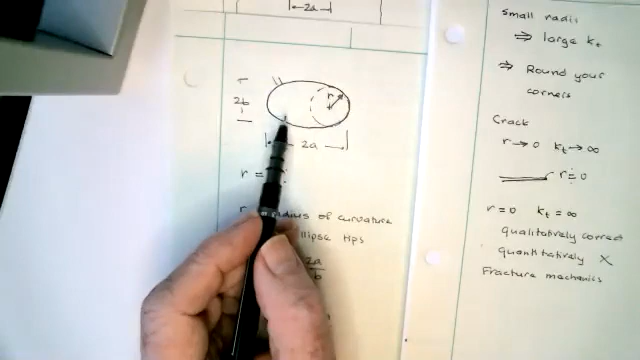 2a
2b
r
2a
r =
r
radius of curvature
ellipse tips
2a
b
small radii
⇒ large kt
⇒ Round your
corners
Crack
r → 0 kt → ∞
r = 0
r = 0 kt = ∞
qualitatively correct
quantitatively X
Fracture mechanics